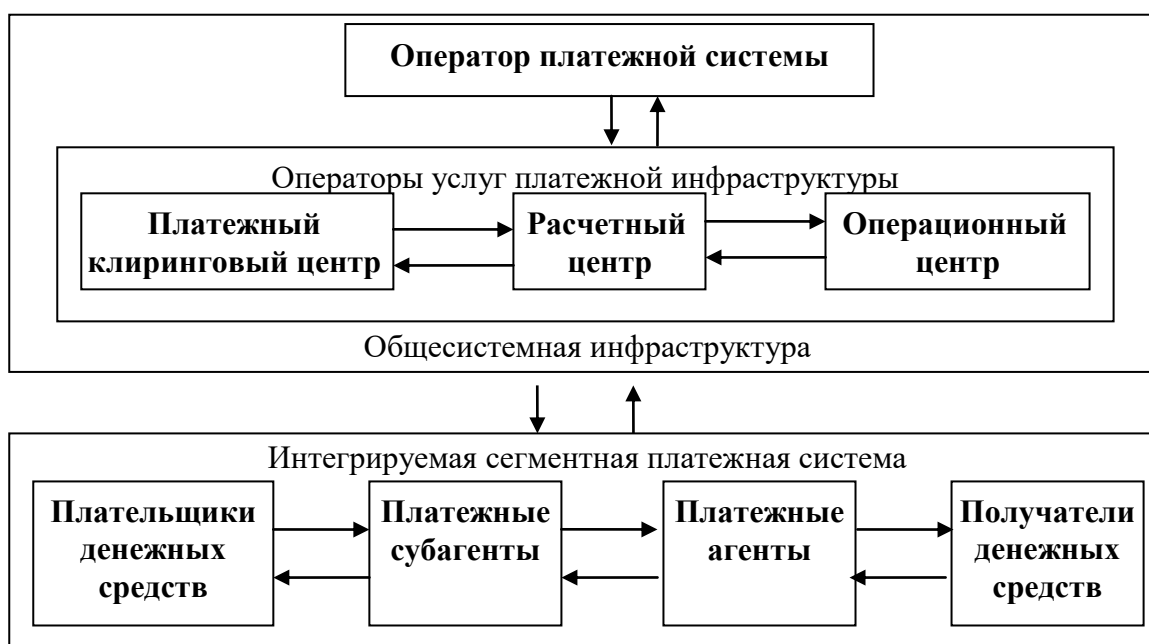 Оператор платежной системы
Операторы услуг платежной инфраструктуры
Платежный
клиринговый центр
Расчетный
центр
Операционный
центр
Общесистемная инфраструктура
Интегрируемая сегментная платежная система
Плательщики
денежных
средств
Платежные
субагенты
Платежные
агенты
Получатели
денежных
средств